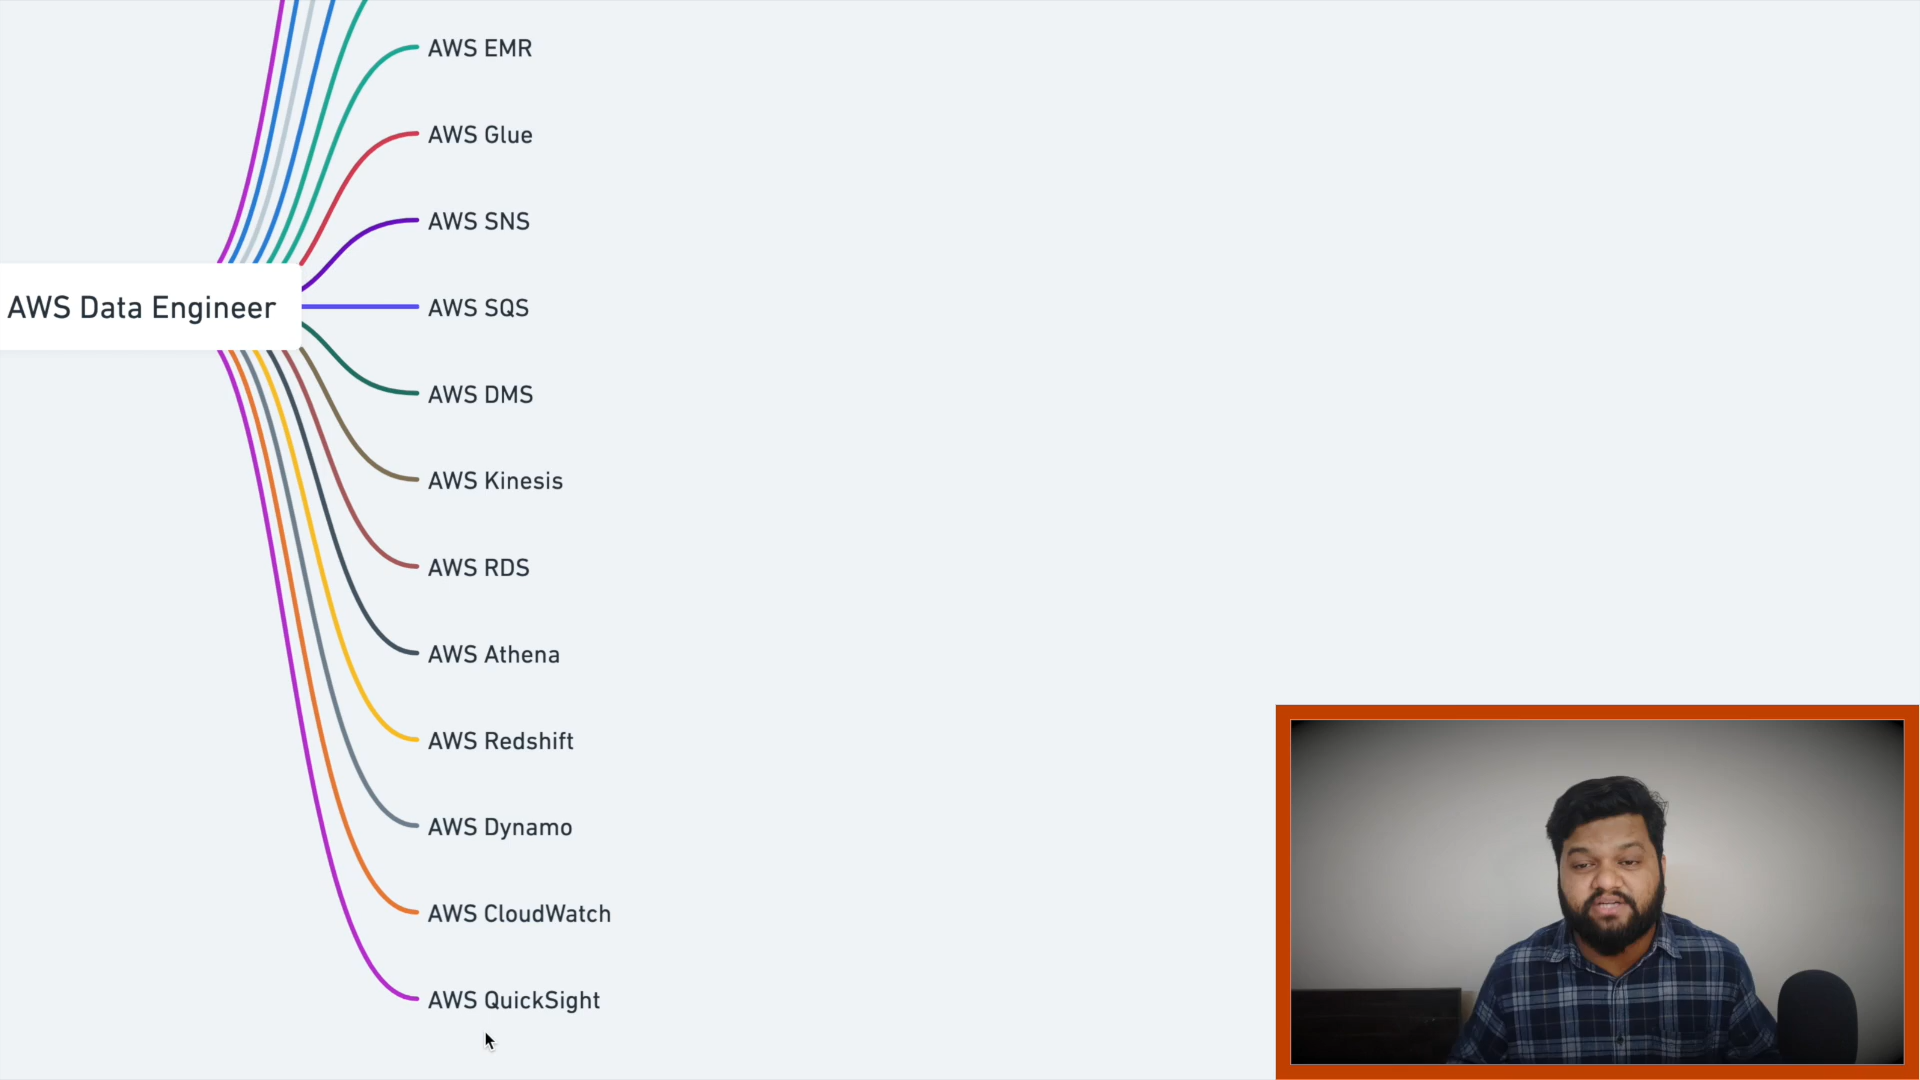 AWS EMR
AWS Glue
AWS SNS
AWS Data Engineer
AWS SQS
AWS DMS
AWS Kinesis
AWS RDS
AWS Athena
AWS Redshift
AWS Dynamo
AWS CloudWatch
AWS QuickSight